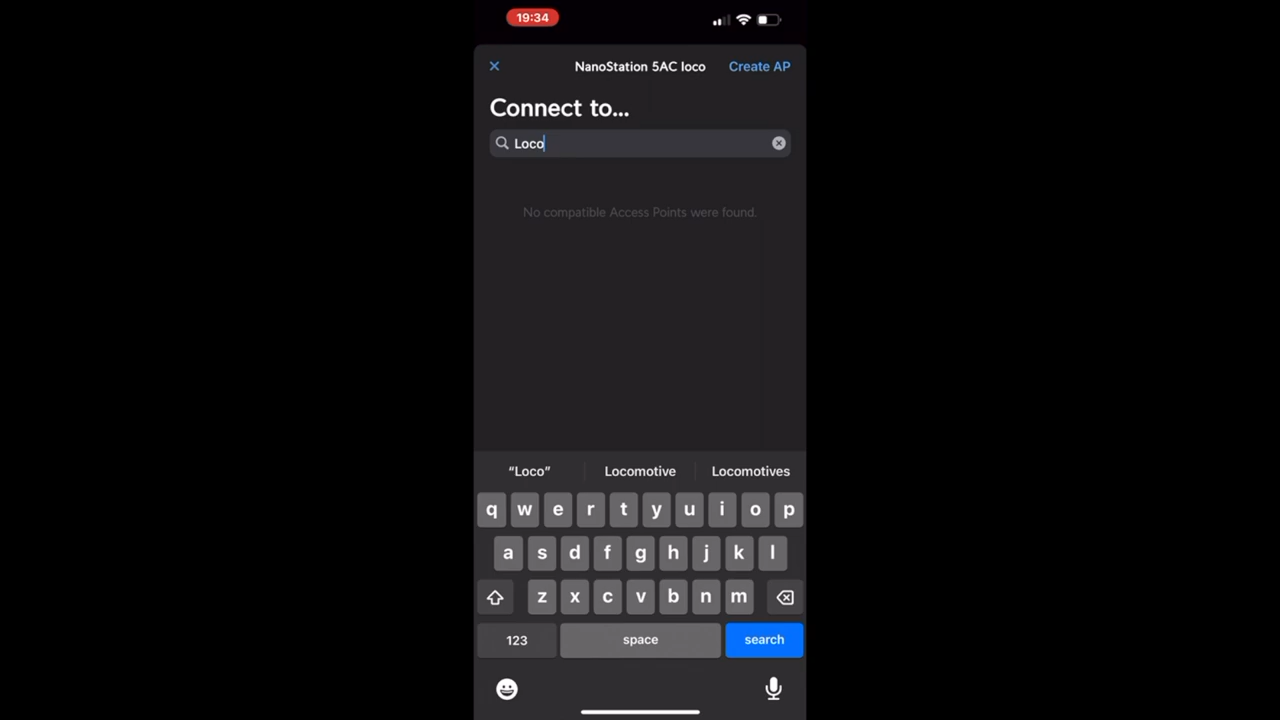 19:34
NanoStation 5AC loco
Create AP
Connect to...
Loco
No compatible Access Points were found.
“Loco” Locomotive Locomotives
q w e r t y u i o p
a s d f g h j k l
z x c v b n m
123 space search